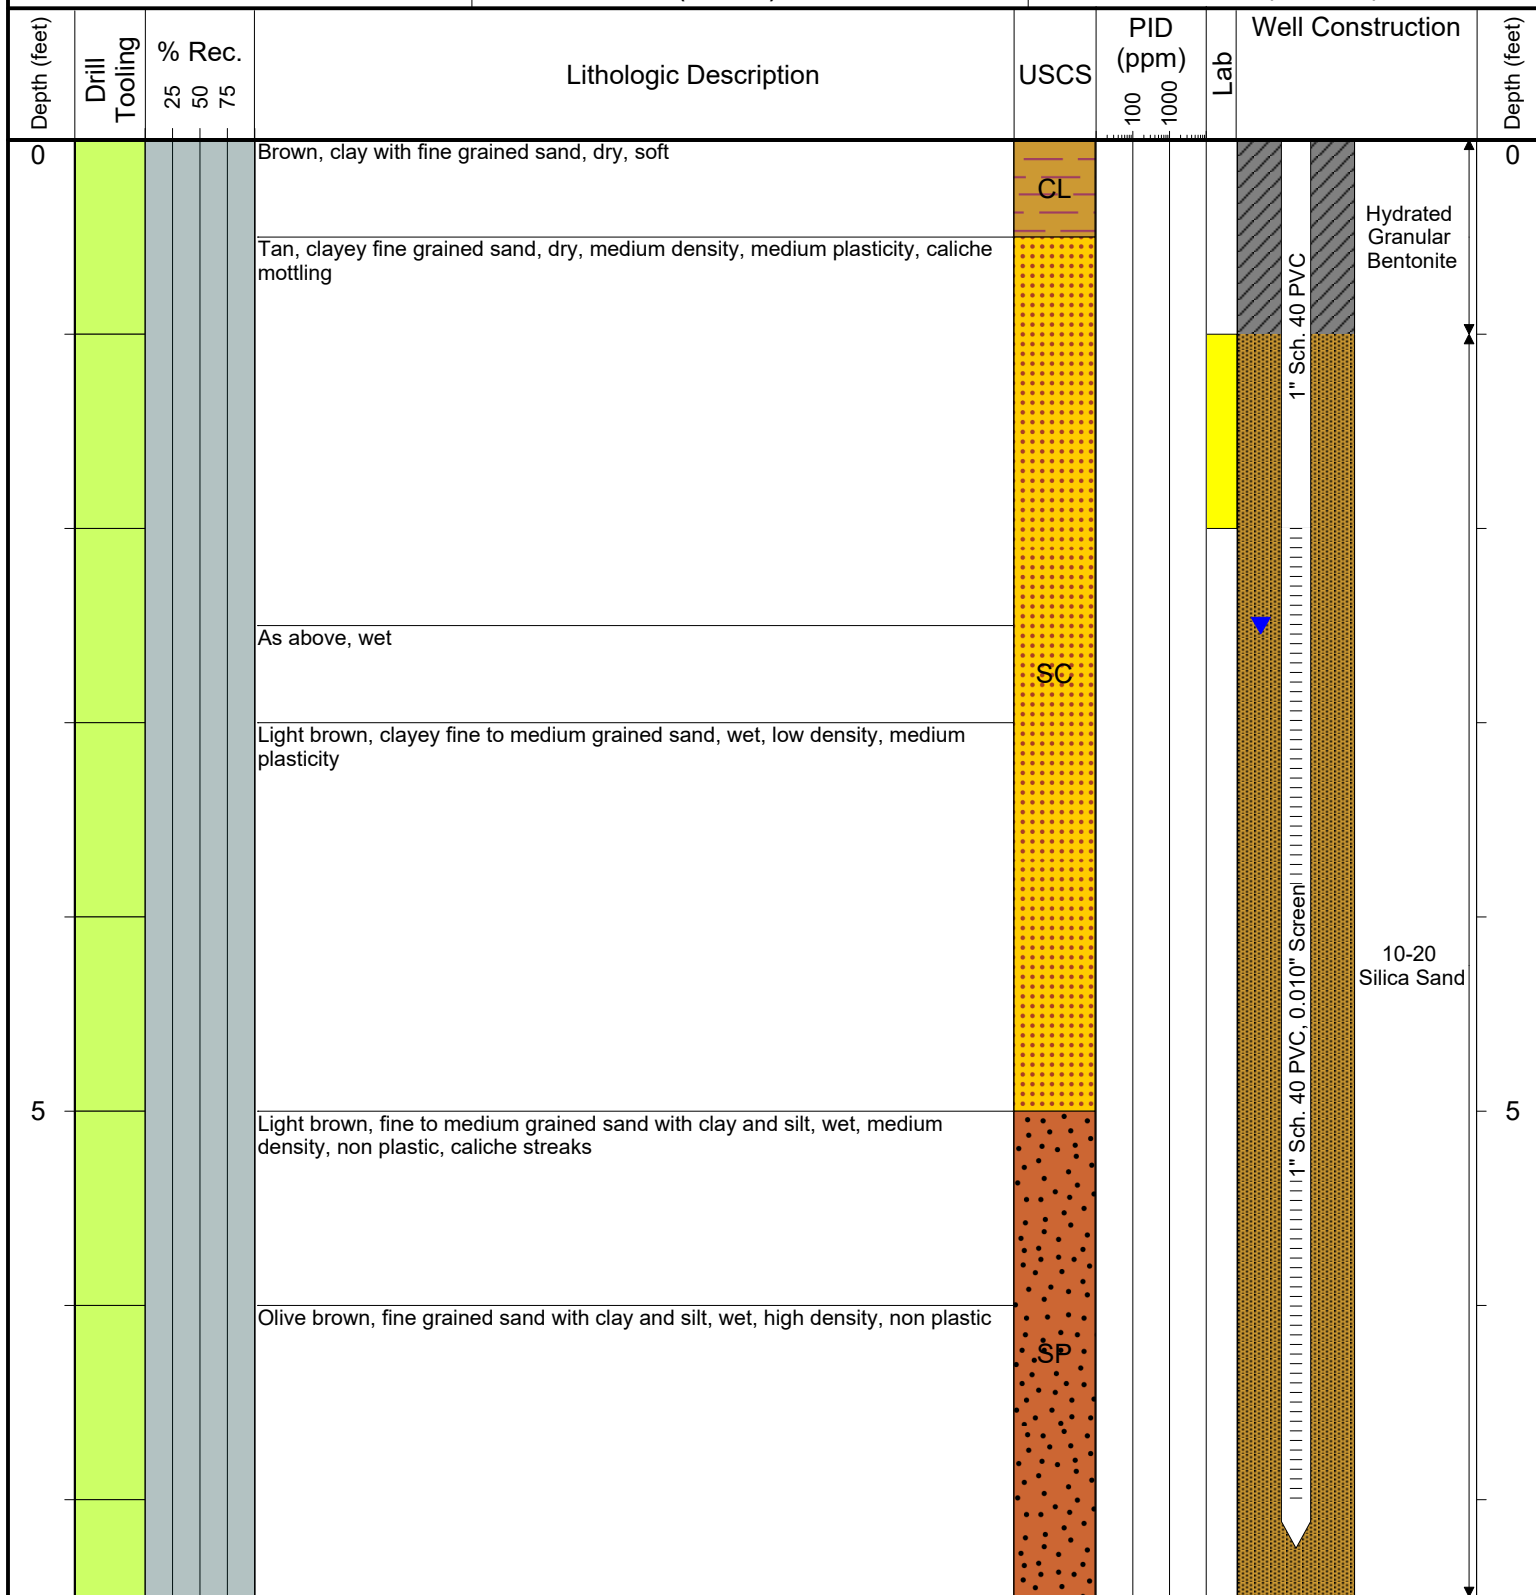 Depth (feet)
Drill
Tooling
% Rec.
25
50
75
Lithologic Description
USCS
PID
(ppm)
100
1000
Lab
Well Construction
Depth (feet)
0
Brown, clay with fine grained sand, dry, soft
CL
0
Hydrated
Granular
Bentonite
Tan, clayey fine grained sand, dry, medium density, medium plasticity, caliche
mottling
1" Sch. 40 PVC
As above, wet
SC
Light brown, clayey fine to medium grained sand, wet, low density, medium
plasticity
10-20
Silica Sand
1" Sch. 40 PVC, 0.010" Screen
5
Light brown, fine to medium grained sand with clay and silt, wet, medium
density, non plastic, caliche streaks
5
Olive brown, fine grained sand with clay and silt, wet, high density, non plastic
SP